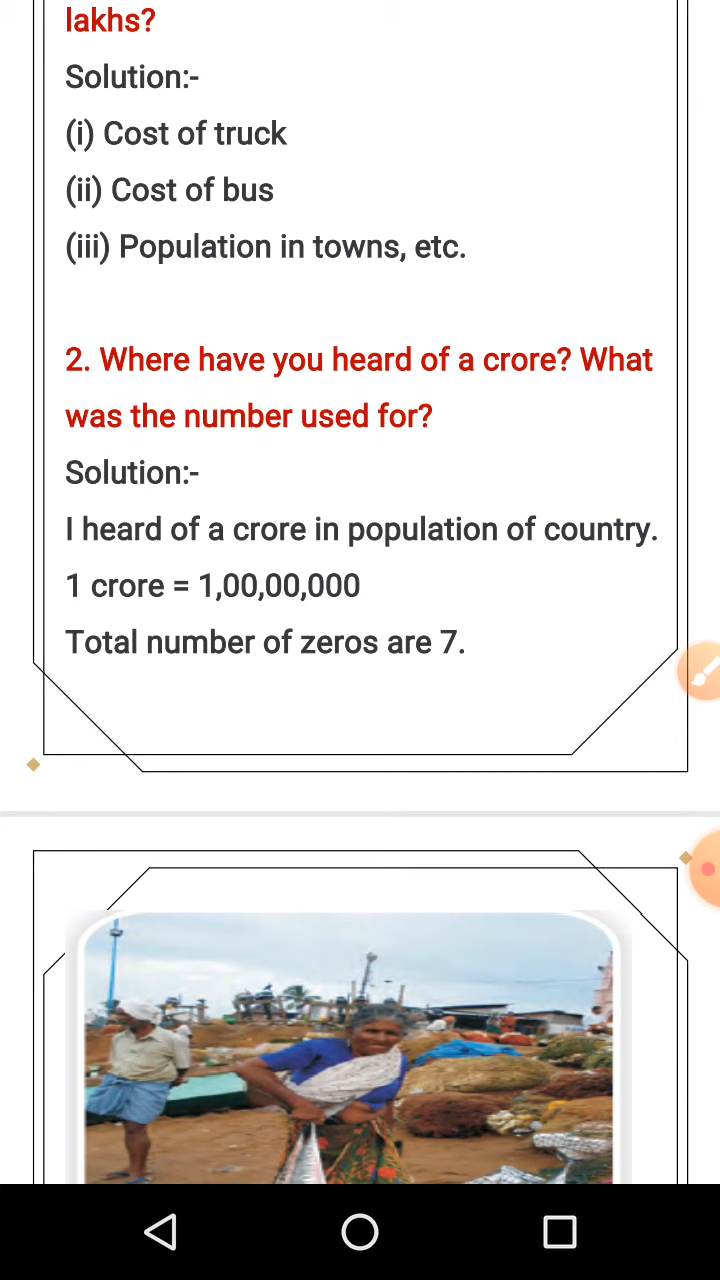 lakhs?
Solution:-
(i) Cost of truck
(ii) Cost of bus
(iii) Population in towns, etc.
2. Where have you heard of a crore? What
was the number used for?
Solution:-
I heard of a crore in population of country.
1 crore = 1,00,00,000
Total number of zeros are 7.